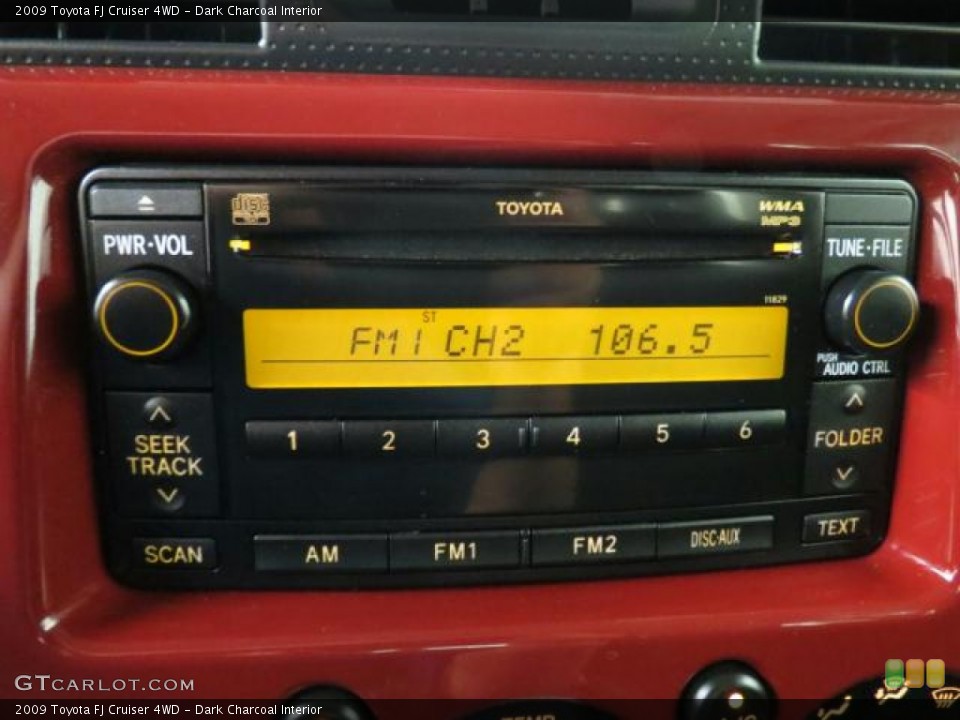 2009 Toyota FJ Cruiser 4WD – Dark Charcoal Interior
disc
TOYOTA
WMA
MP3
PWR·VOL
TUNE·FILE
11829
ST
FM1 CH2 106.5
PUSH
AUDIO CTRL
SEEK
TRACK
1 2 3 4 5 6
FOLDER
SCAN
AM
FM1
FM2
DISC·AUX
TEXT
GTCARLOT.COM
TEMP
2009 Toyota FJ Cruiser 4WD – Dark Charcoal Interior